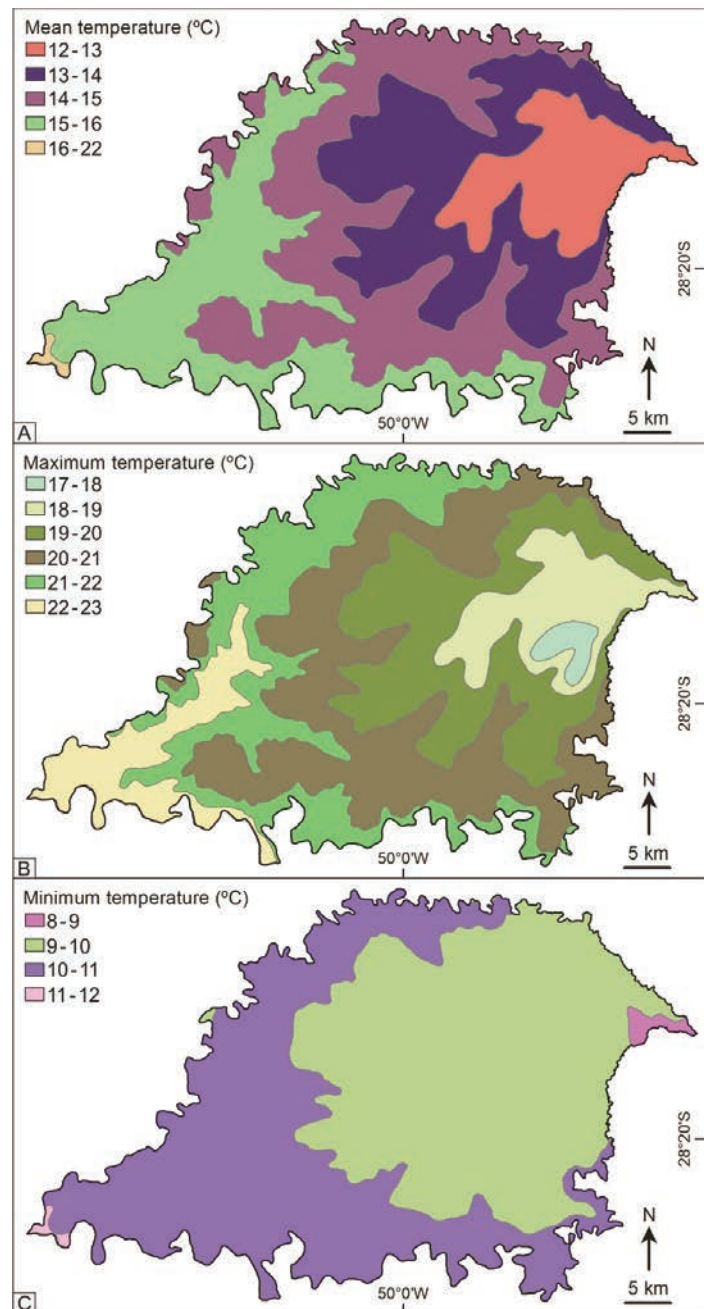 Mean temperature (ºC)
12-13
13-14
14-15
15-16
16-22
28°20'S
N
50°0'W
5 km
A
Maximum temperature (ºC)
17-18
18-19
19-20
20-21
21-22
22-23
28°20'S
N
50°0'W
5 km
B
Minimum temperature (ºC)
8-9
9-10
10-11
11-12
28°20'S
N
50°0'W
5 km
C